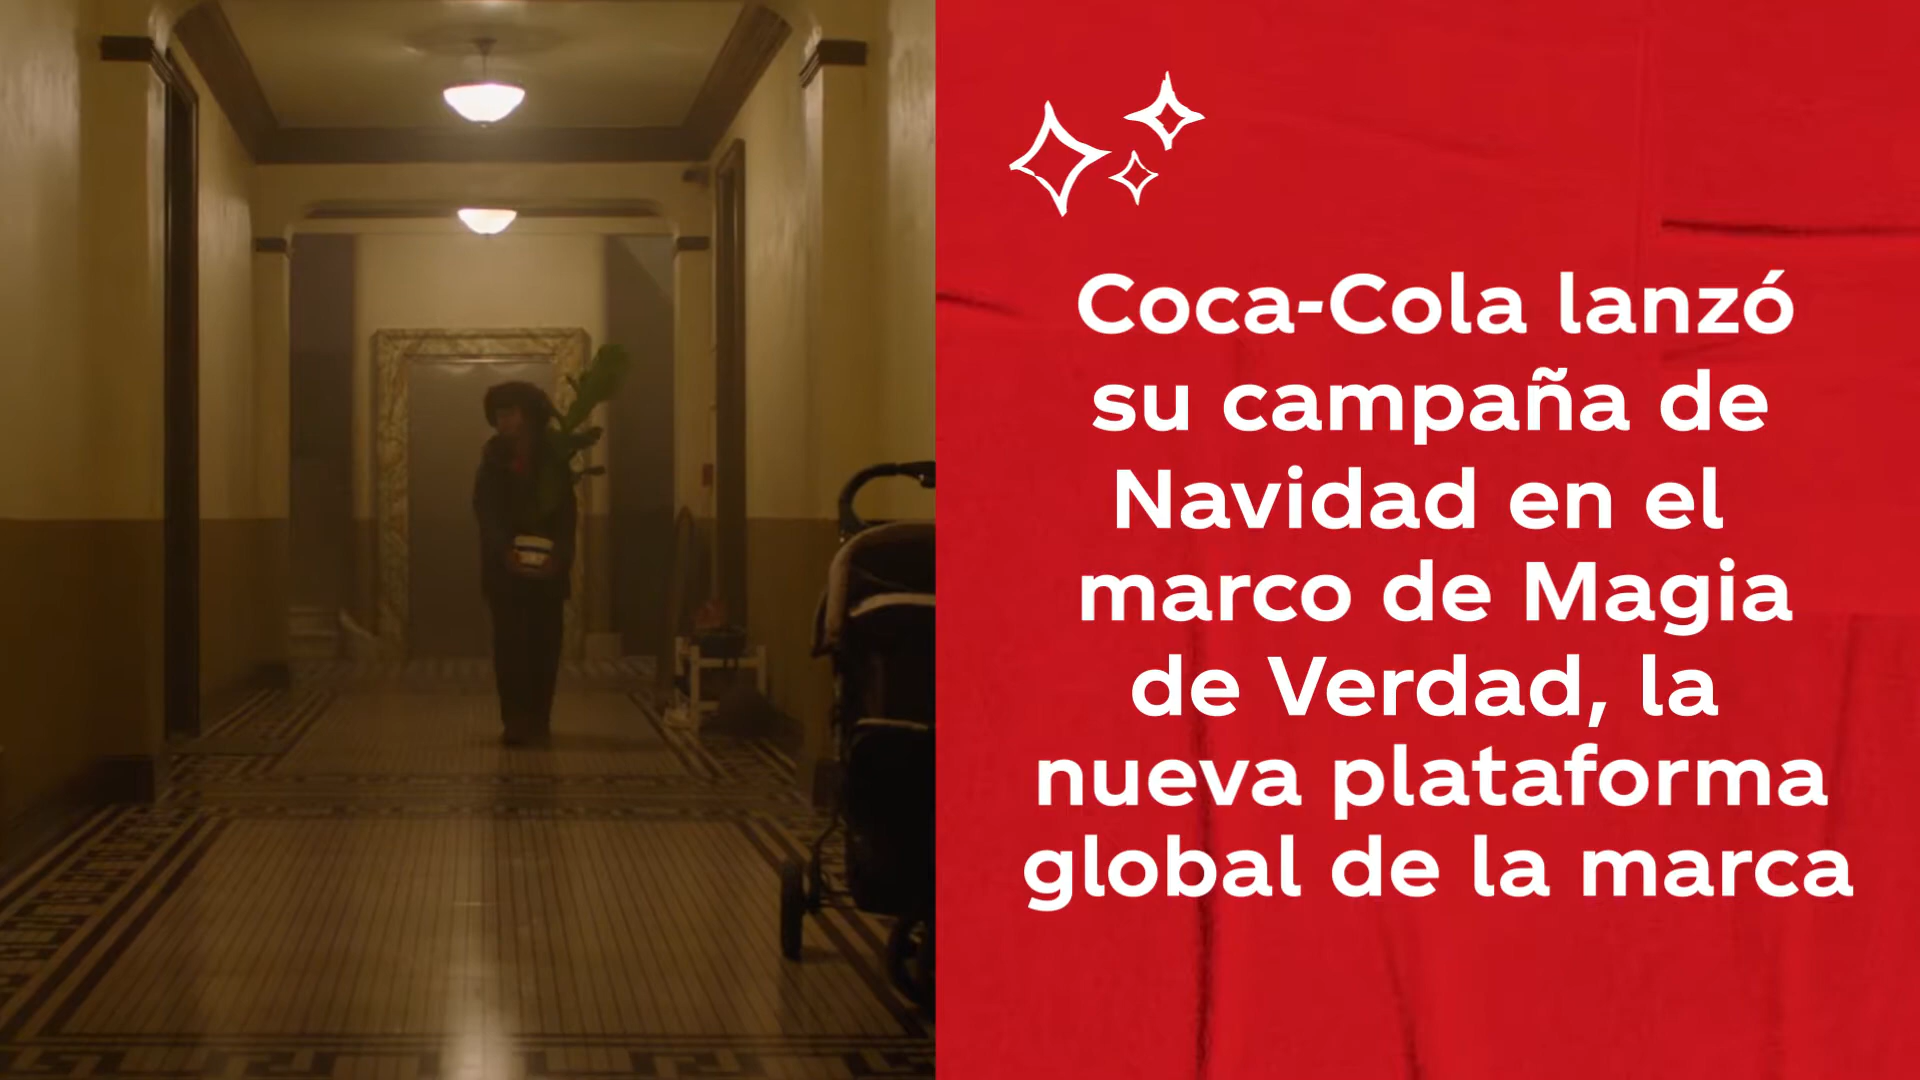 Coca-Cola lanzó
su campaña de
Navidad en el
marco de Magia
de Verdad, la
nueva plataforma
global de la marca